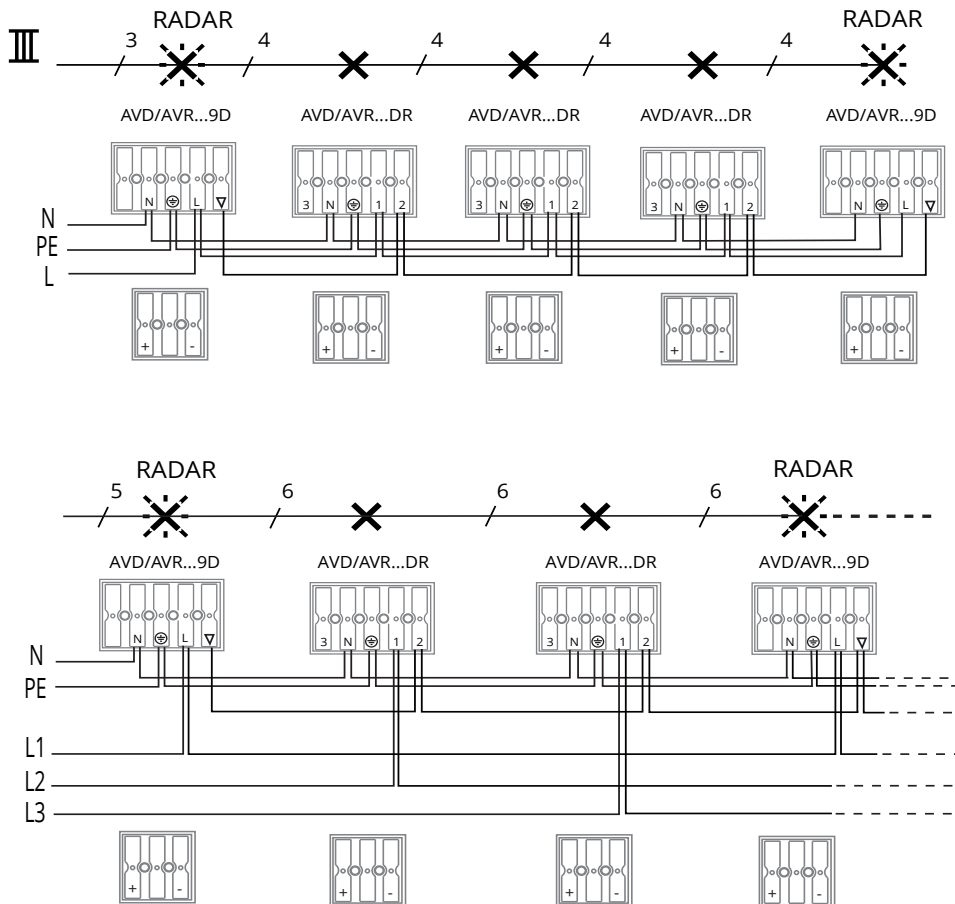 III
RADAR RADAR
3 4 4 4 4
AVD/AVR...9D AVD/AVR...DR AVD/AVR...DR AVD/AVR...DR AVD/AVR...9D
N L 3 N 1 2 3 N 1 2 3 N 1 2 N L
N
PE
L
+ - + - + - + - + -
RADAR RADAR
5 6 6 6
AVD/AVR...9D AVD/AVR...DR AVD/AVR...DR AVD/AVR...9D
N L 3 N 1 2 3 N 1 2 N L
N
PE
L1
L2
L3
+ - + - + - + -